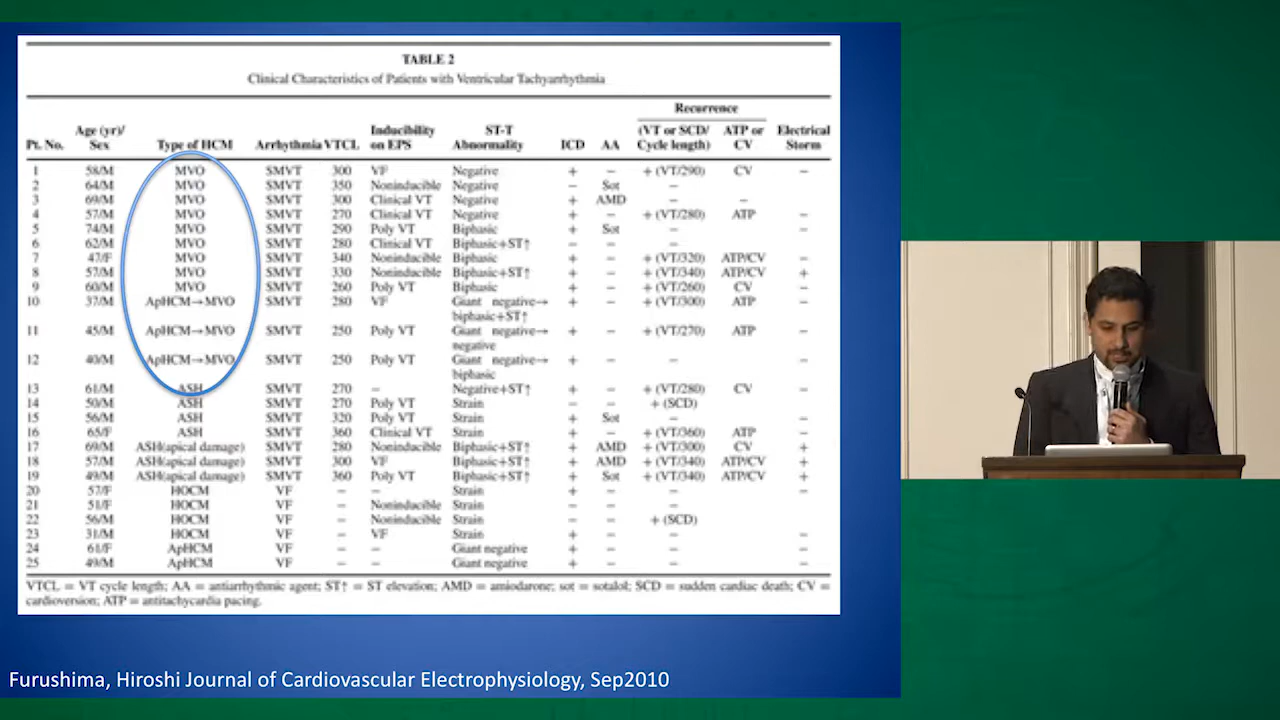 TABLE 2
Clinical Characteristics of Patients with Ventricular Tachyarrhythmia
Recurrence
Age (yr)/ Inducibility ST-T (VT or SCD/ ATP or Electrical
Pt. No. Sex Type of HCM Arrhythmia VTCL on EPS Abnormality ICD AA Cycle length) CV Storm
1 58/M MVO SMVT 300 VF Negative + − + (VT/290) CV −
2 64/M MVO SMVT 350 Noninducible Negative − Sot −
3 69/M MVO SMVT 300 Clinical VT Negative + AMD − −
4 57/M MVO SMVT 270 Clinical VT Negative + − + (VT/280) ATP −
5 74/M MVO SMVT 290 Poly VT Biphasic + Sot − −
6 62/M MVO SMVT 280 Clinical VT Biphasic+ST↑ − − −
7 47/F MVO SMVT 340 Noninducible Biphasic + − + (VT/320) ATP/CV −
8 57/M MVO SMVT 330 Noninducible Biphasic+ST↑ + − + (VT/340) ATP/CV +
9 60/M MVO SMVT 260 Poly VT Biphasic + − + (VT/260) CV −
10 37/M ApHCM→MVO SMVT 280 VF Giant negative→ + − + (VT/300) ATP −
biphasic+ST↑
11 45/M ApHCM→MVO SMVT 250 Poly VT Giant negative→ + − + (VT/270) ATP −
negative
12 40/M ApHCM→MVO SMVT 250 Poly VT Giant negative→ + − − −
biphasic
13 61/M ASH SMVT 270 − Negative+ST↑ + − + (VT/280) CV −
14 50/M ASH SMVT 270 Poly VT Strain − − + (SCD)
15 56/M ASH SMVT 320 Poly VT Strain + Sot − −
16 65/F ASH SMVT 360 Clinical VT Strain + − + (VT/360) ATP −
17 69/M ASH(apical damage) SMVT 280 Noninducible Biphasic+ST↑ + AMD + (VT/300) CV +
18 57/M ASH(apical damage) SMVT 300 VF Biphasic+ST↑ + AMD + (VT/340) ATP/CV +
19 49/M ASH(apical damage) SMVT 360 Poly VT Biphasic+ST↑ + Sot + (VT/340) ATP/CV +
20 57/F HOCM VF − − Strain + − − −
21 51/F HOCM VF − Noninducible Strain − − −
22 56/M HOCM VF − Noninducible Strain − − + (SCD)
23 31/M HOCM VF − VF Strain + − − −
24 61/F ApHCM VF − − Giant negative + − − −
25 49/M ApHCM VF − − Giant negative + − − −
VTCL = VT cycle length; AA = antiarrhythmic agent; ST↑ = ST elevation; AMD = amiodarone; sot = sotalol; SCD = sudden cardiac death; CV =
cardioversion; ATP = antitachycardia pacing.
Furushima, Hiroshi Journal of Cardiovascular Electrophysiology, Sep2010